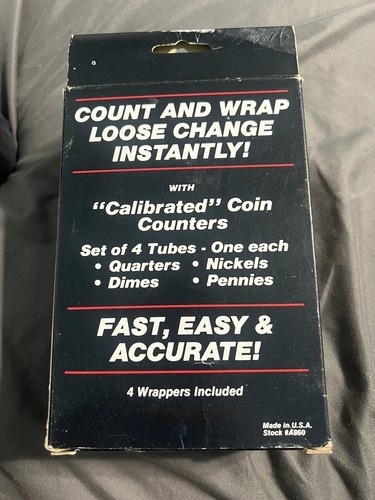 COUNT AND WRAP
LOOSE CHANGE
INSTANTLY!
WITH
"Calibrated" Coin
Counters
Set of 4 Tubes - One each
• Quarters • Nickels
• Dimes • Pennies
FAST, EASY &
ACCURATE!
4 Wrappers Included
Made in U.S.A.
Stock #A860